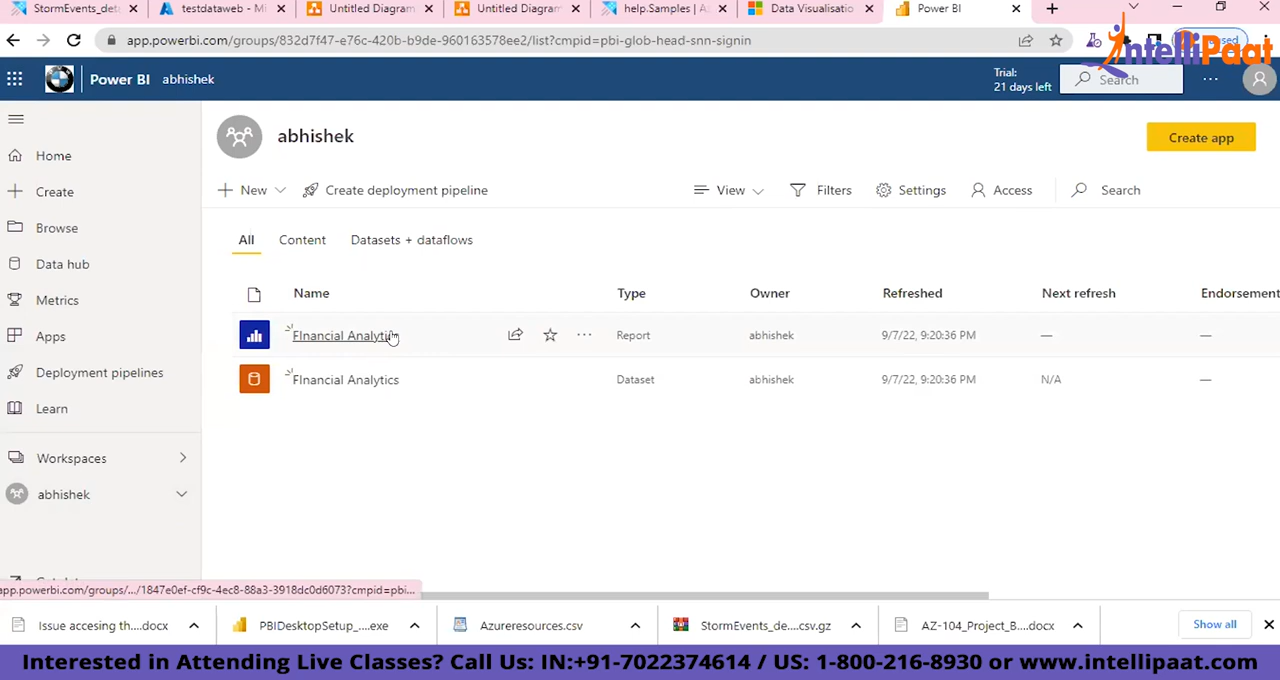 StormEvents_det
testdataweb - Mi
Untitled Diagram
Untitled Diagram
help.Samples | Az
Data Visualisatio
Power BI
app.powerbi.com/groups/832d7f47-e76c-420b-b9de-960163578ee2/list?cmpid=pbi-glob-head-snn-signin
IntelliPaat
Power BI abhishek
Trial:
21 days left
Search
abhishek
Create app
Home
Create
Browse
Data hub
Metrics
Apps
Deployment pipelines
Learn
Workspaces
abhishek
New
Create deployment pipeline
View
Filters
Settings
Access
Search
All
Content
Datasets + dataflows
Name Type Owner Refreshed Next refresh Endorsement
FInancial Analytics Report abhishek 9/7/22, 9:20:36 PM — —
FInancial Analytics Dataset abhishek 9/7/22, 9:20:36 PM N/A —
app.powerbi.com/groups/.../1847e0ef-cf9c-4ec8-88a3-3918dc0d6073?cmpid=pbi...
Issue accesing th....docx
PBIDesktopSetup_....exe
Azureresources.csv
StormEvents_de....csv.gz
AZ-104_Project_B....docx
Show all
Interested in Attending Live Classes? Call Us: IN:+91-7022374614 / US: 1-800-216-8930 or www.intellipaat.com